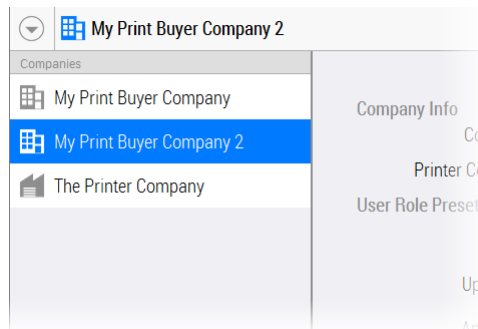 My Print Buyer Company 2
Companies
My Print Buyer Company
My Print Buyer Company 2
The Printer Company
Company Info
Printer
User Role